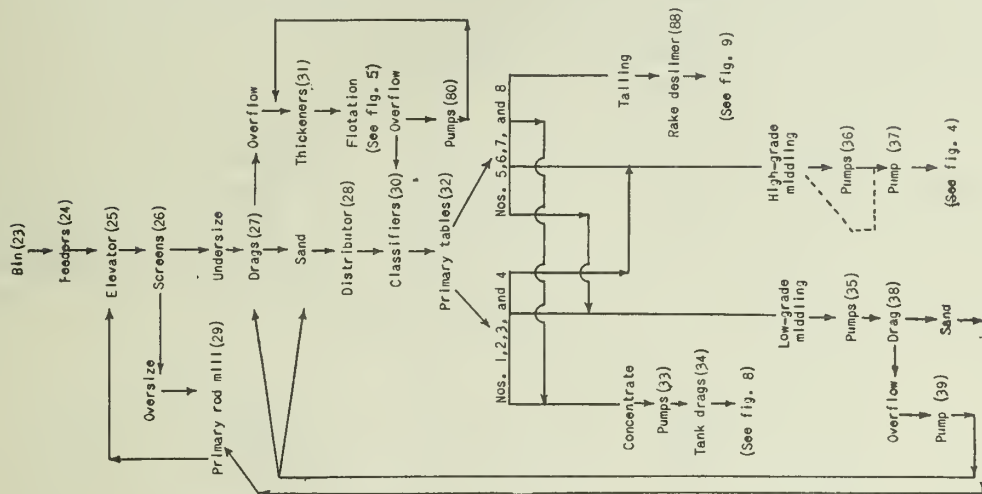 Bin(23)
Feeders(24)
Elevator(25)
Screens(26)
Oversize
Primary rod mill(29)
Undersize
Drags(27)
Overflow
Sand
Thickeners(31)
Distributor(28)
Flotation
(See fig. 5)
Classifiers(30)
Overflow
Pumps(80)
Primary tables(32)
Nos. 1,2,3, and 4
Nos. 5,6,7, and 8
Concentrate
Pumps(33)
Tank drags(34)
(See fig. 8)
Tailing
Rake deslimer(88)
(See fig. 9)
Low-grade
middling
Pumps(35)
Drag(38)
Sand
Overflow
Pump (39)
High-grade
middling
Pumps(36)
Pump (37)
(See fig. 4)